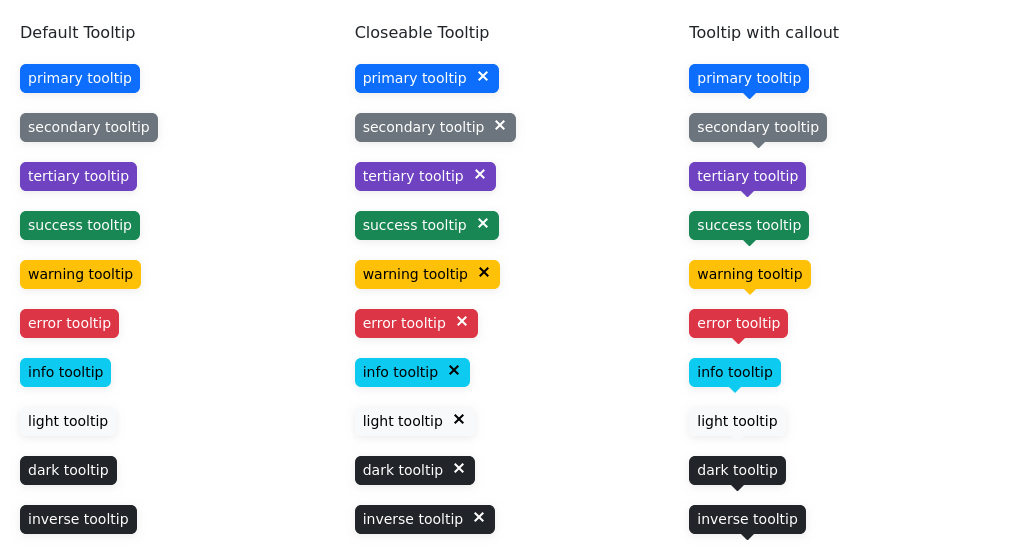 Default Tooltip
primary tooltip
secondary tooltip
tertiary tooltip
success tooltip
warning tooltip
error tooltip
info tooltip
light tooltip
dark tooltip
inverse tooltip
Closeable Tooltip
primary tooltip ✕
secondary tooltip ✕
tertiary tooltip ✕
success tooltip ✕
warning tooltip ✕
error tooltip ✕
info tooltip ✕
light tooltip ✕
dark tooltip ✕
inverse tooltip ✕
Tooltip with callout
primary tooltip
secondary tooltip
tertiary tooltip
success tooltip
warning tooltip
error tooltip
info tooltip
light tooltip
dark tooltip
inverse tooltip